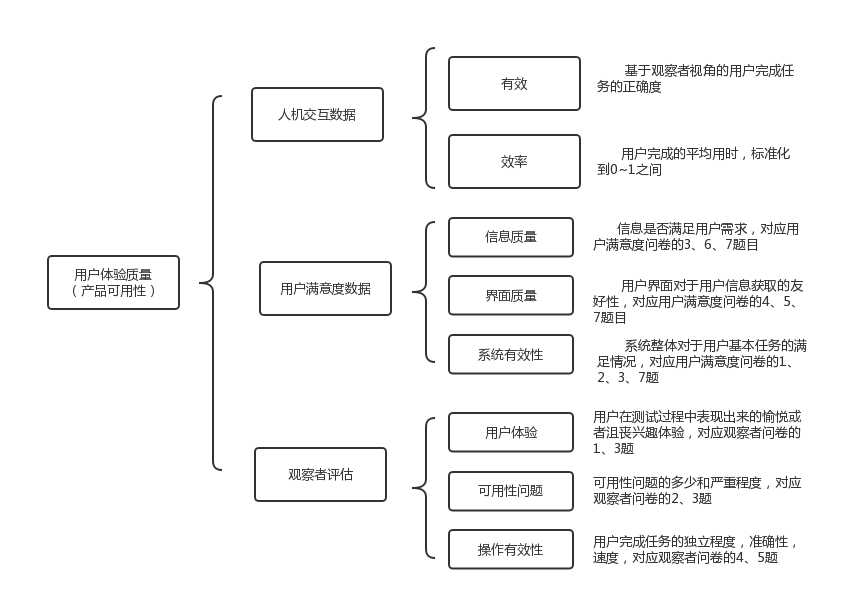 用户体验质量
（产品可用性）
人机交互数据
有效
基于观察者视角的用户完成任
务的正确度
效率
用户完成的平均用时，标准化
到0~1之间
用户满意度数据
信息质量
信息是否满足用户需求，对应用
户满意度问卷的3、6、7题目
界面质量
用户界面对于用户信息获取的友
好性，对应用户满意度问卷的4、5、
7题目
系统有效性
系统整体对于用户基本任务的满
足情况，对应用户满意度问卷的1、
2、3、7题
观察者评估
用户体验
用户在测试过程中表现出来的愉悦或
者沮丧兴趣体验，对应观察者问卷的
1、3题
可用性问题
可用性问题的多少和严重程度，对应
观察者问卷的2、3题
操作有效性
用户完成任务的独立程度，准确性，
速度，对应观察者问卷的4、5题